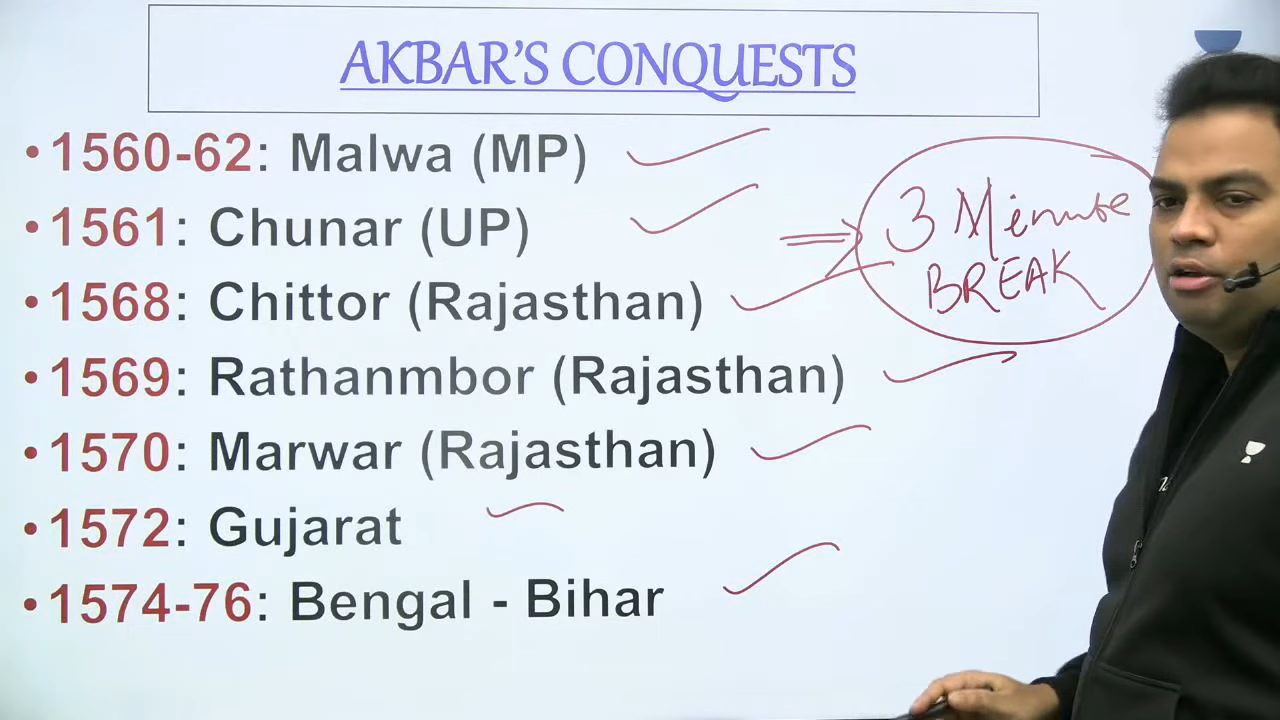 AKBAR'S CONQUESTS
• 1560-62: Malwa (MP)
• 1561: Chunar (UP)
• 1568: Chittor (Rajasthan)
• 1569: Rathanmbor (Rajasthan)
• 1570: Marwar (Rajasthan)
• 1572: Gujarat
• 1574-76: Bengal - Bihar
3 Minute
BREAK